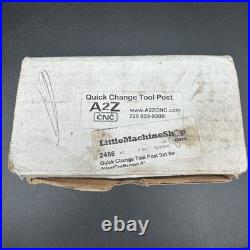 Quick Change Tool Post
A2Z
CNC
www.A2ZCNC.com
720 833-9300
LittleMachineShop
.com
2486
Quick Change Tool Post Set for